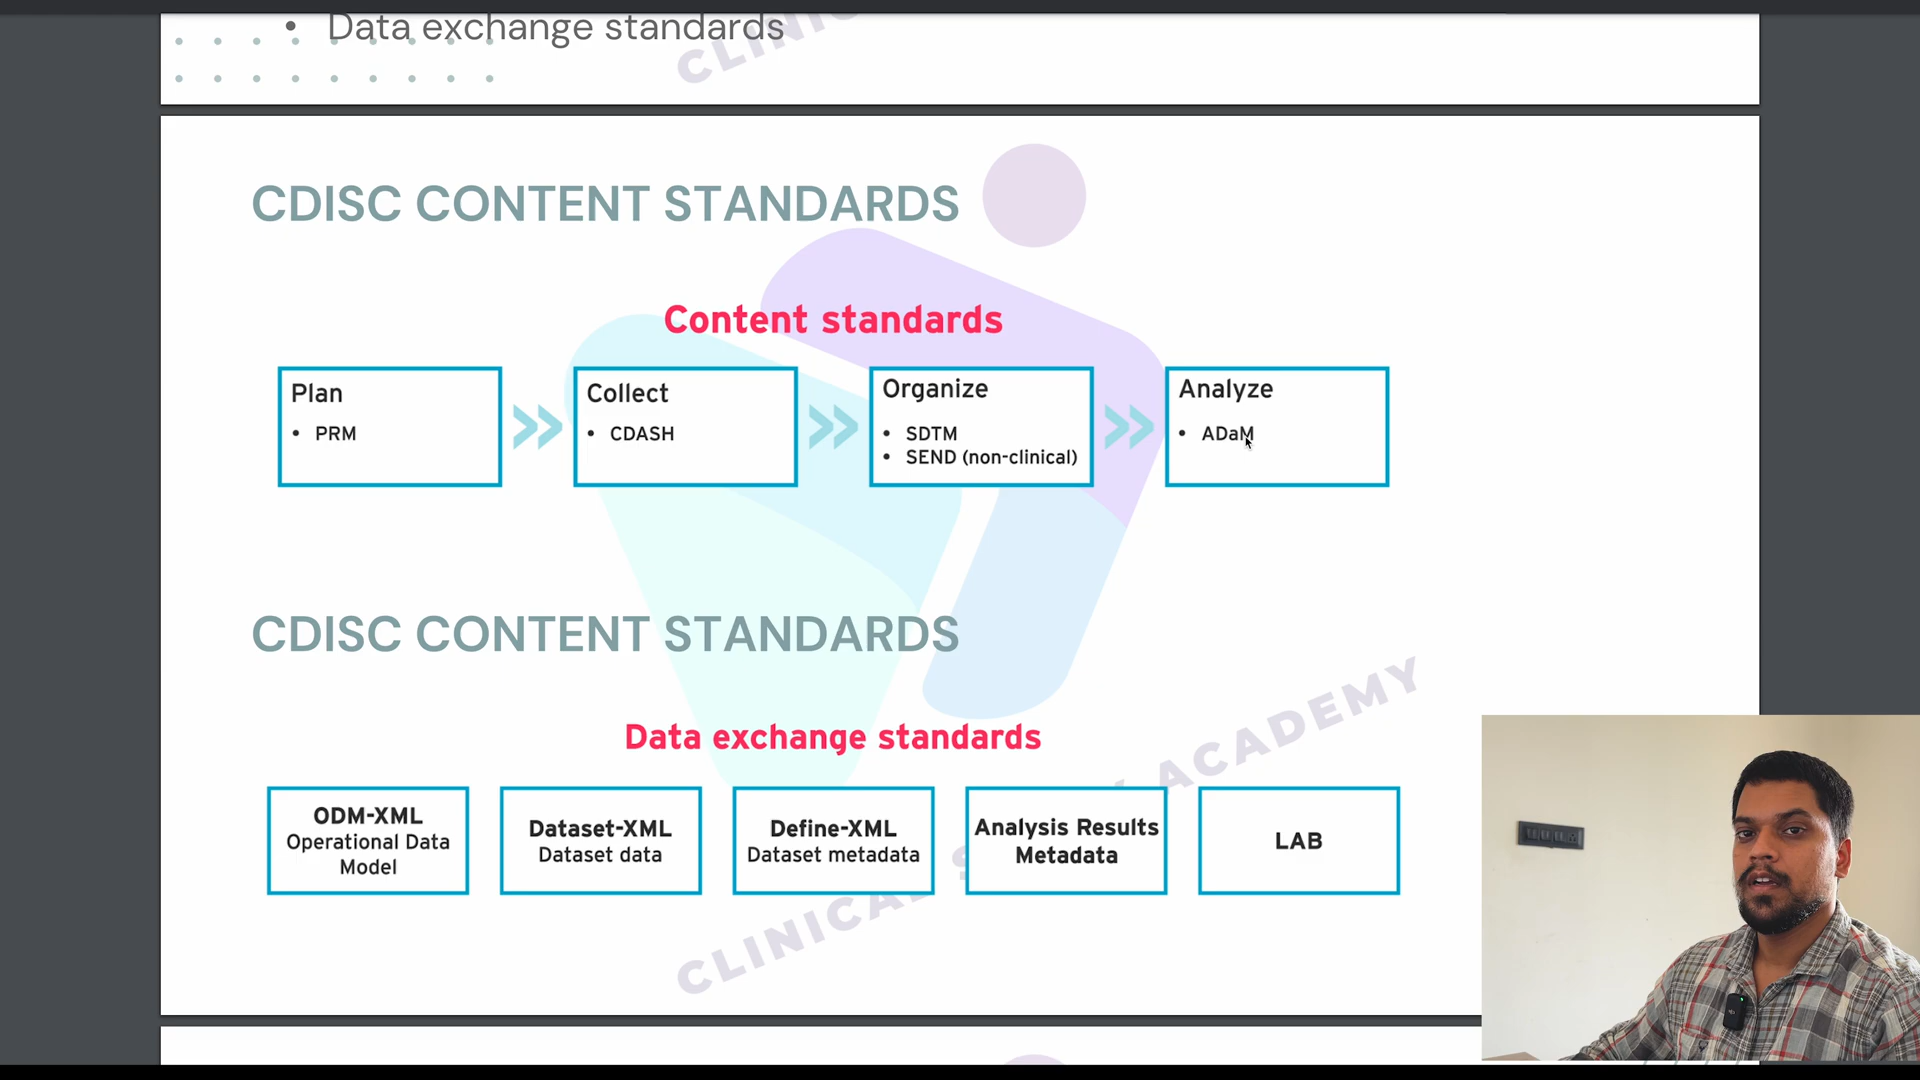 • Data exchange standards
CDISC CONTENT STANDARDS
Content standards
Plan
• PRM
Collect
• CDASH
Organize
• SDTM
• SEND (non-clinical)
Analyze
• ADaM
CDISC CONTENT STANDARDS
Data exchange standards
ODM-XML
Operational Data
Model
Dataset-XML
Dataset data
Define-XML
Dataset metadata
Analysis Results
Metadata
LAB
ACADEMY